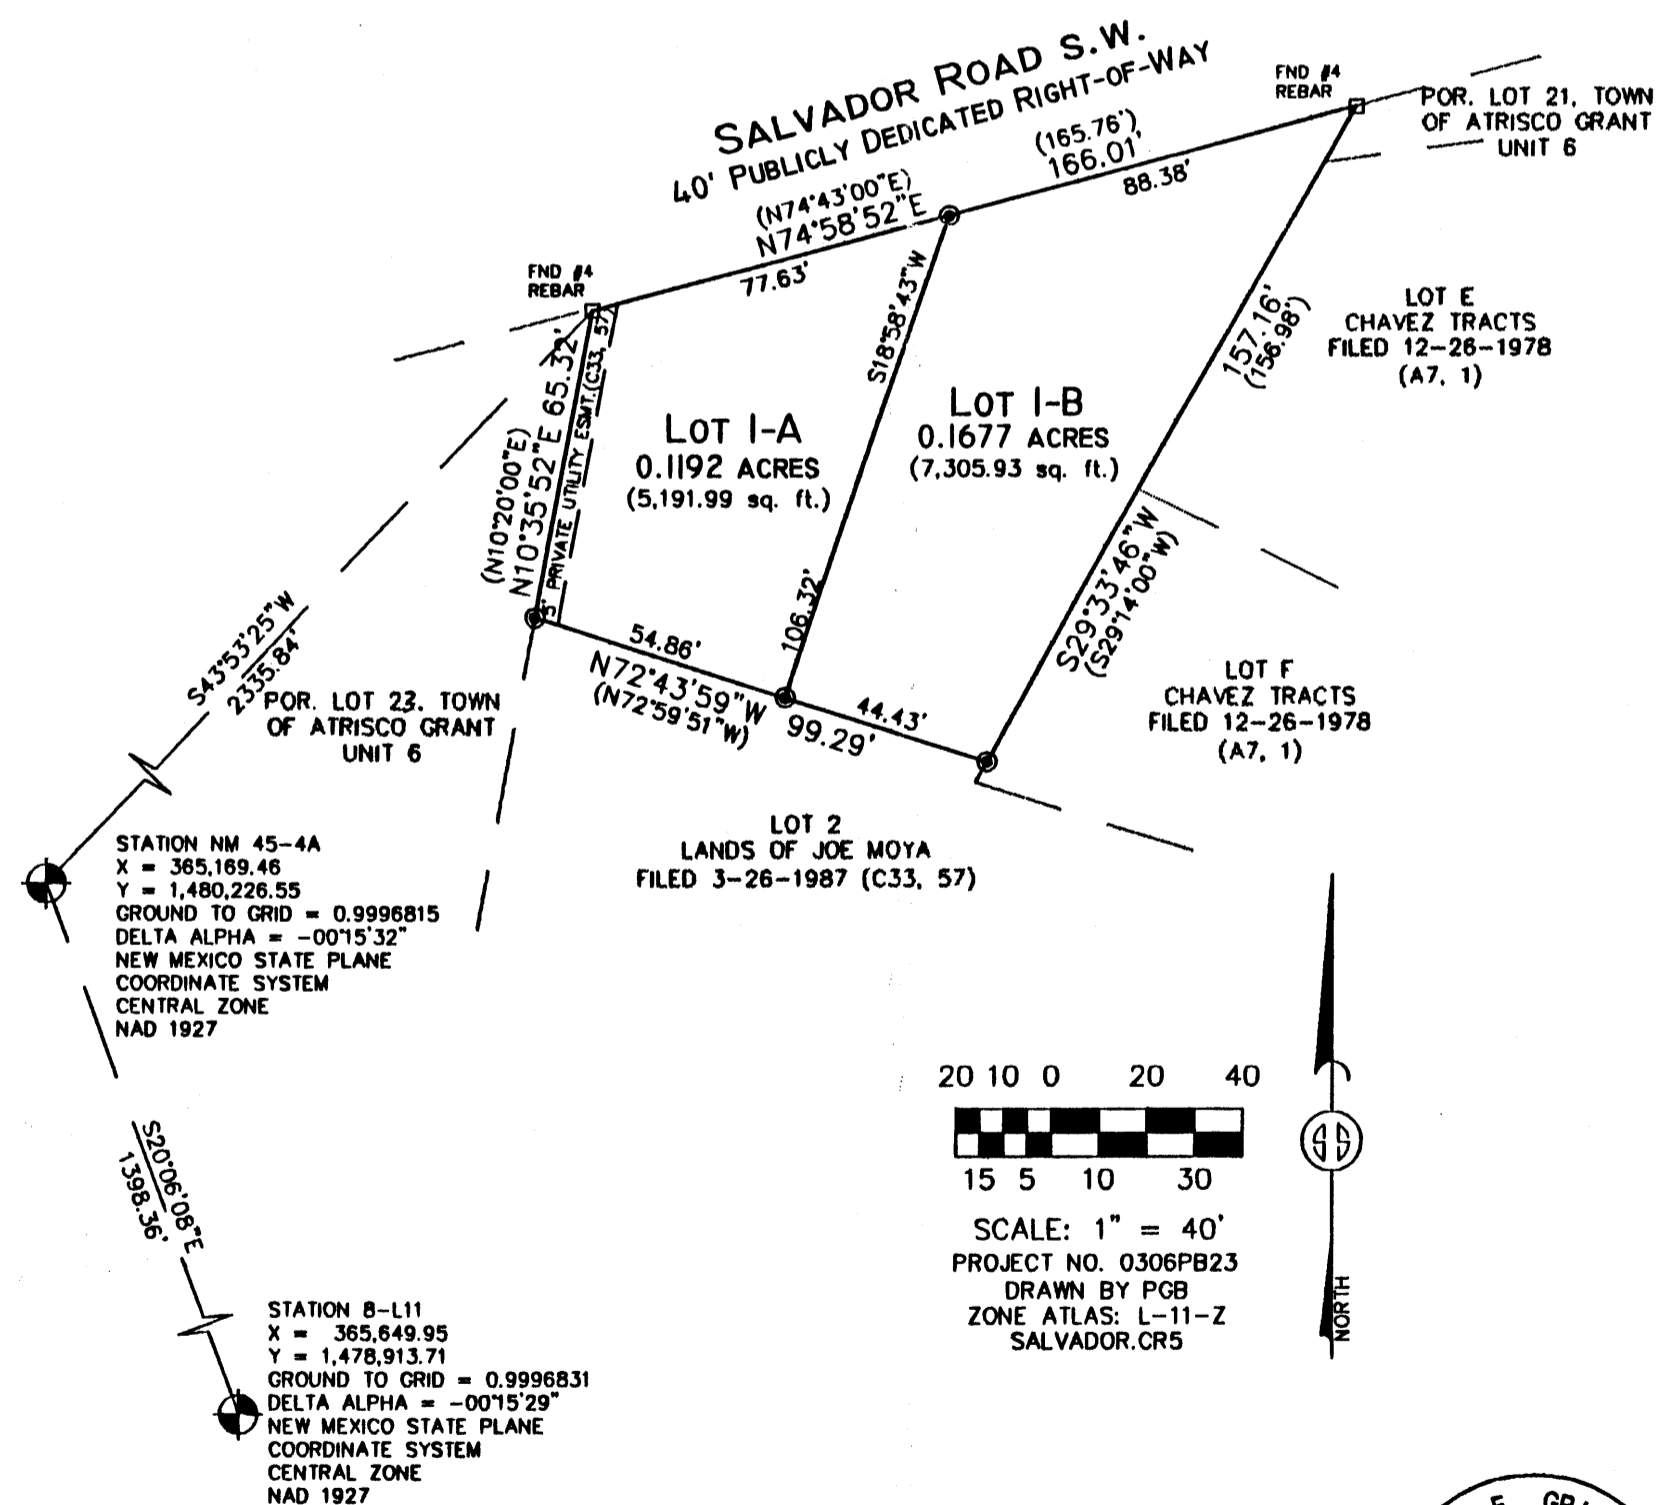 SALVADOR ROAD S.W.
40' PUBLICLY DEDICATED RIGHT-OF-WAY
(165.76')
166.01'
88.38'
(N74°43'00"E)
N74°58'52"E
77.63'
FND #4
REBAR
POR. LOT 21, TOWN
OF ATRISCO GRANT
UNIT 6
FND #4
REBAR
(N10°20'00"E)
N10°35'52"E 65.32'
5' PRIVATE UTILITY ESMT.(C33, 57)
LOT 1-A
0.1192 ACRES
(5,191.99 sq. ft.)
S18°58'43"W
106.32'
LOT 1-B
0.1677 ACRES
(7,305.93 sq. ft.)
157.16'
(156.98')
S29°33'46"W
(S29°14'00"W)
LOT E
CHAVEZ TRACTS
FILED 12-26-1978
(A7, 1)
LOT F
CHAVEZ TRACTS
FILED 12-26-1978
(A7, 1)
54.86'
N72°43'59"W
(N72°59'51"W)
99.29'
44.43'
S43°53'25"W
2335.84'
POR. LOT 23, TOWN
OF ATRISCO GRANT
UNIT 6
LOT 2
LANDS OF JOE MOYA
FILED 3-26-1987 (C33, 57)
STATION NM 45-4A
X = 365,169.46
Y = 1,480,226.55
GROUND TO GRID = 0.9996815
DELTA ALPHA = -00°15'32"
NEW MEXICO STATE PLANE
COORDINATE SYSTEM
CENTRAL ZONE
NAD 1927
S20°06'08"E
1398.36'
STATION 8-L11
X = 365,649.95
Y = 1,478,913.71
GROUND TO GRID = 0.9996831
DELTA ALPHA = -00°15'29"
NEW MEXICO STATE PLANE
COORDINATE SYSTEM
CENTRAL ZONE
NAD 1927
20 10 0 20 40
15 5 10 30
SCALE: 1" = 40'
PROJECT NO. 0306PB23
DRAWN BY PGB
ZONE ATLAS: L-11-Z
SALVADOR.CR5
SS
NORTH